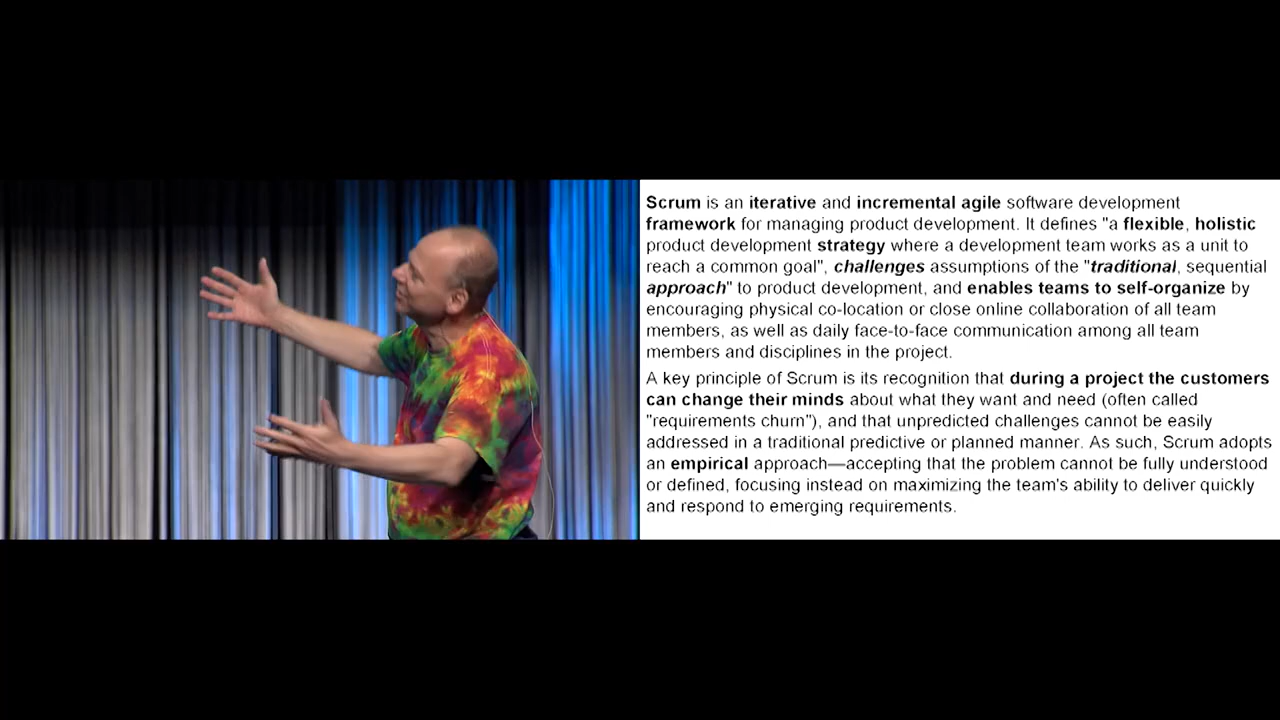 Scrum is an iterative and incremental agile software development
framework for managing product development. It defines "a flexible, holistic
product development strategy where a development team works as a unit to
reach a common goal", challenges assumptions of the "traditional, sequential
approach" to product development, and enables teams to self-organize by
encouraging physical co-location or close online collaboration of all team
members, as well as daily face-to-face communication among all team
members and disciplines in the project.
A key principle of Scrum is its recognition that during a project the customers
can change their minds about what they want and need (often called
"requirements churn"), and that unpredicted challenges cannot be easily
addressed in a traditional predictive or planned manner. As such, Scrum adopts
an empirical approach—accepting that the problem cannot be fully understood
or defined, focusing instead on maximizing the team's ability to deliver quickly
and respond to emerging requirements.